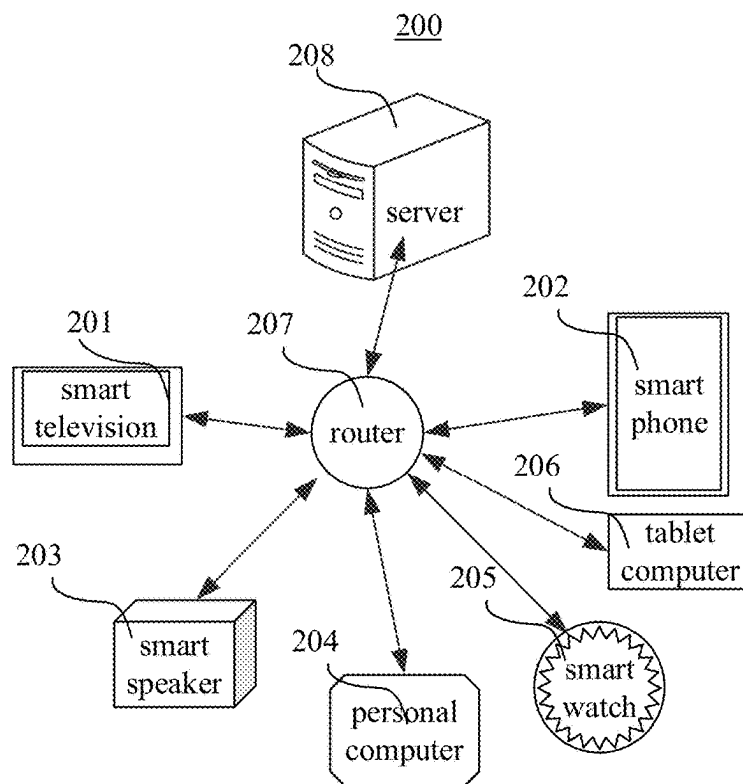 200
208
server
201
207
202
smart
television
router
smart
phone
206
tablet
computer
203
205
smart
speaker
204
smart
watch
personal
computer